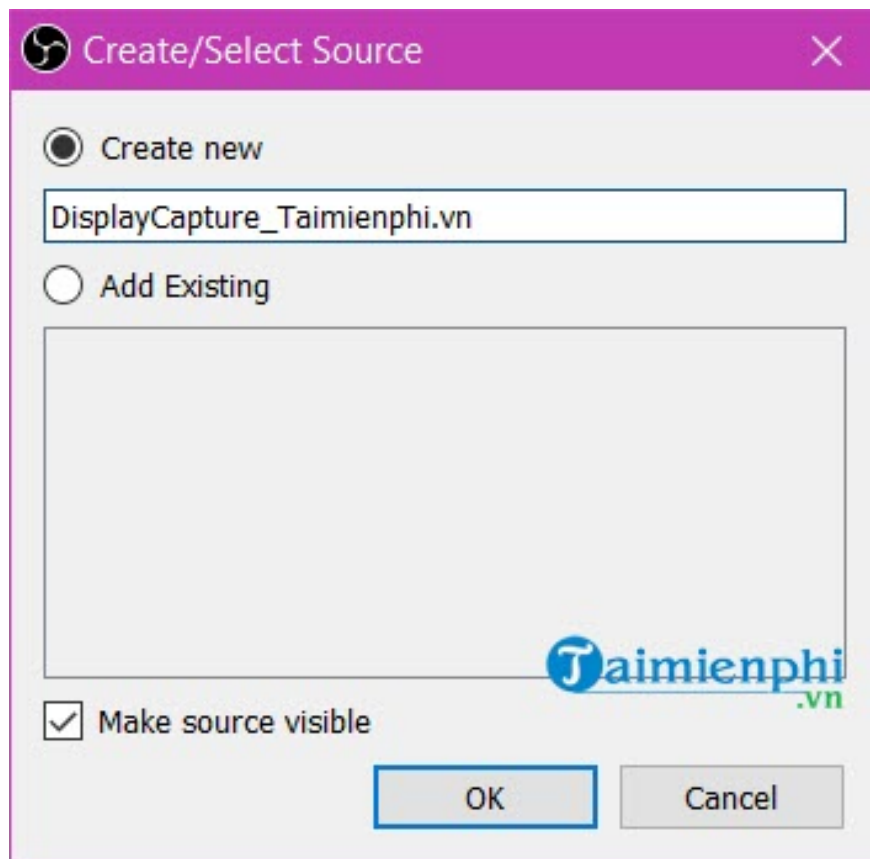 Create/Select Source
Create new
DisplayCapture_Taimienphi.vn
Add Existing
Taimienphi
.vn
Make source visible
OK
Cancel